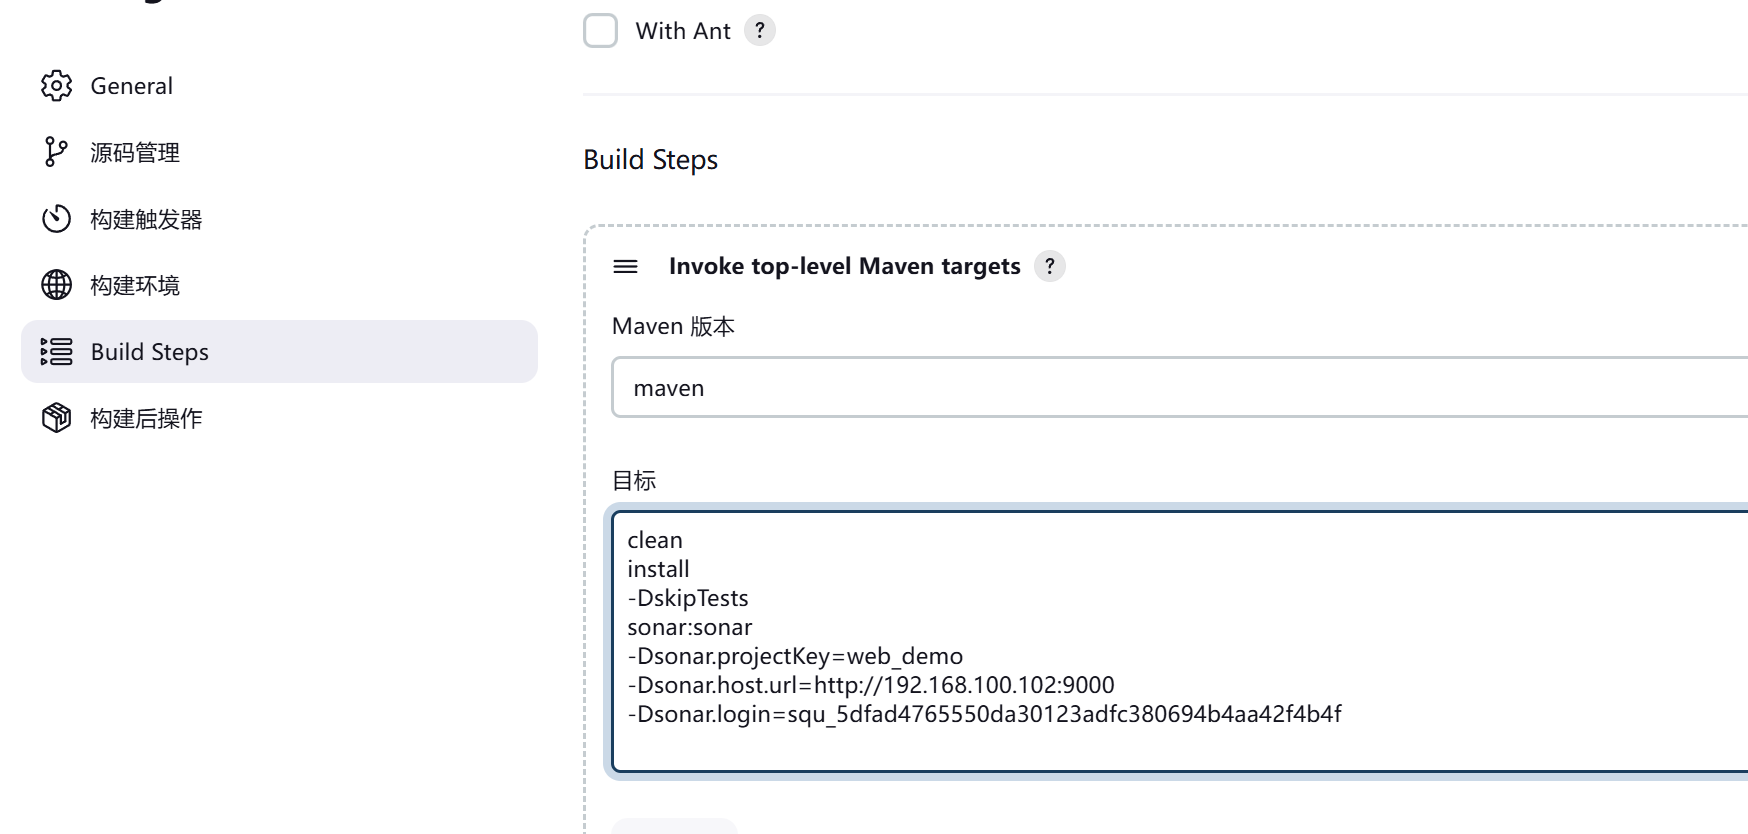 With Ant ?
General
源码管理
构建触发器
构建环境
Build Steps
构建后操作
Build Steps
Invoke top-level Maven targets ?
Maven 版本
maven
目标
clean
install
-DskipTests
sonar:sonar
-Dsonar.projectKey=web_demo
-Dsonar.host.url=http://192.168.100.102:9000
-Dsonar.login=squ_5dfad4765550da30123adfc380694b4aa42f4b4f